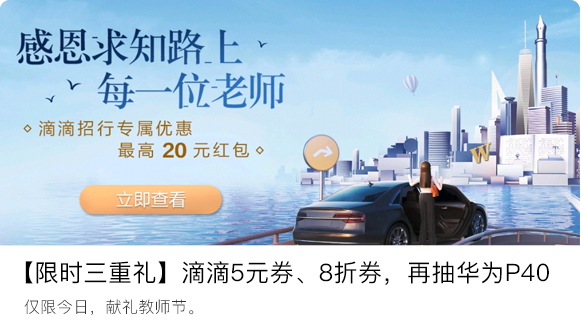 感恩求知路上
每一位老师
滴滴招行专属优惠
最高 20 元红包
立即查看
W
【限时三重礼】滴滴5元券、8折券，再抽华为P40
仅限今日，献礼教师节。